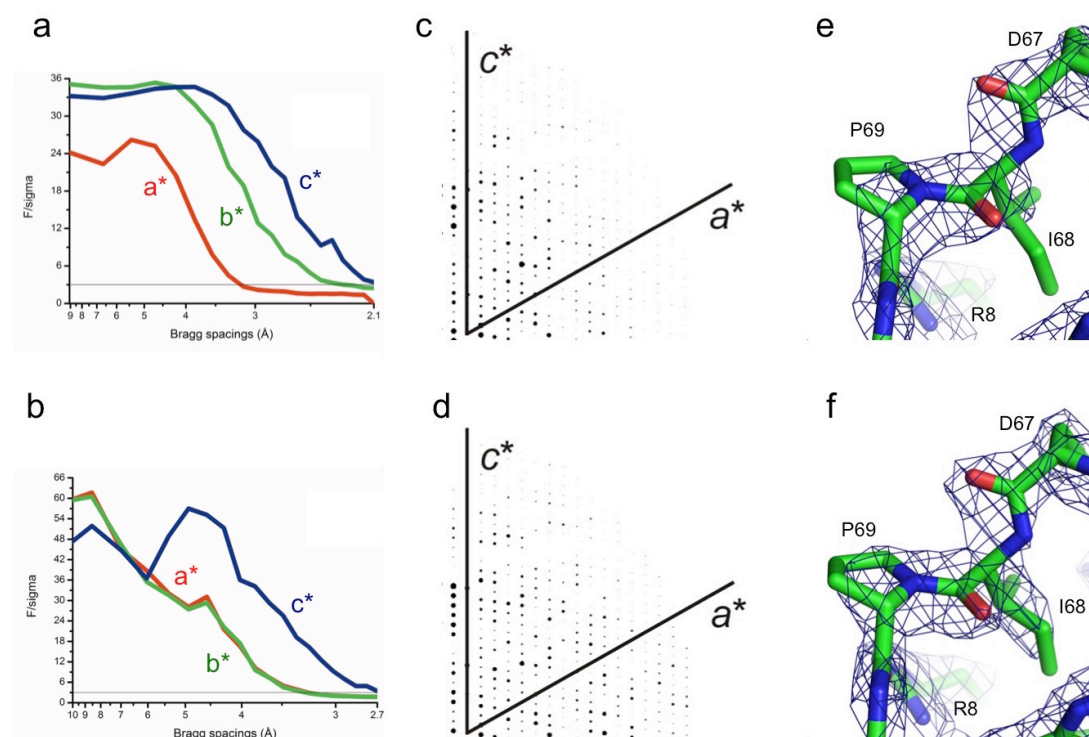 a
36
30
24
18
12
6
0
F/sigma
a*
b*
c*
9 8 7 6 5 4 3 2.1
Bragg spacings (Å)
c
c*
a*
e
D67
P69
I68
R8
b
66
60
54
48
42
36
30
24
18
12
6
0
F/sigma
a*
b*
c*
10 9 8 7 6 5 4 3 2.7
Bragg spacings (Å)
d
c*
a*
f
D67
P69
I68
R8